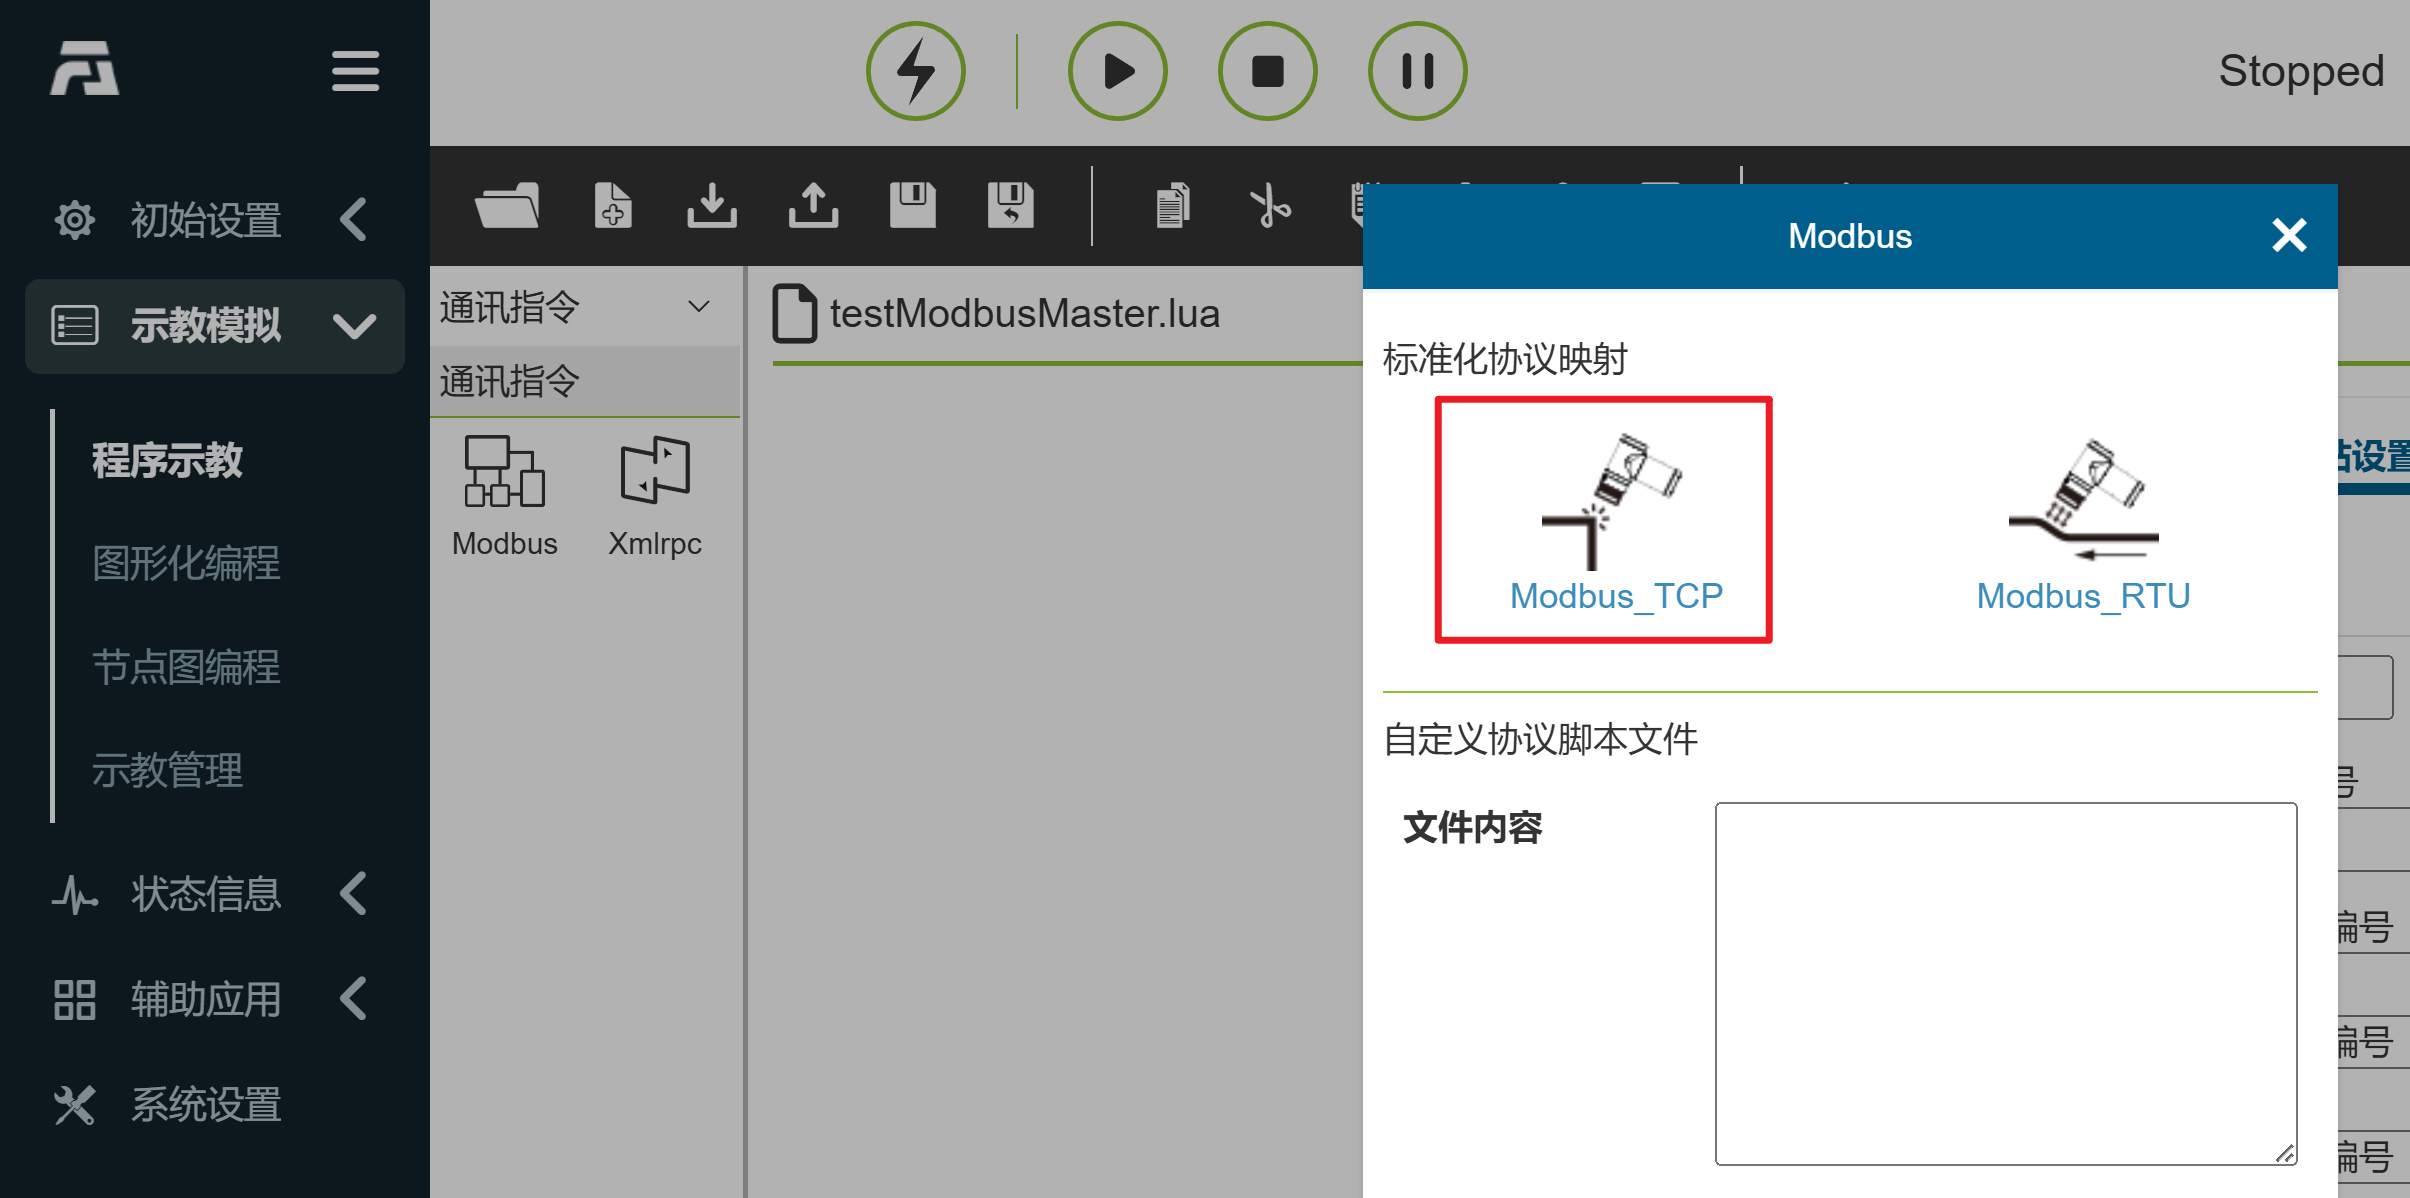 Stopped
初始设置
示教模拟
程序示教
图形化编程
节点图编程
示教管理
状态信息
辅助应用
系统设置
通讯指令
通讯指令
Modbus
Xmlrpc
testModbusMaster.lua
Modbus
标准化协议映射
Modbus_TCP
Modbus_RTU
自定义协议脚本文件
文件内容
站设置
号
编号
编号
编号